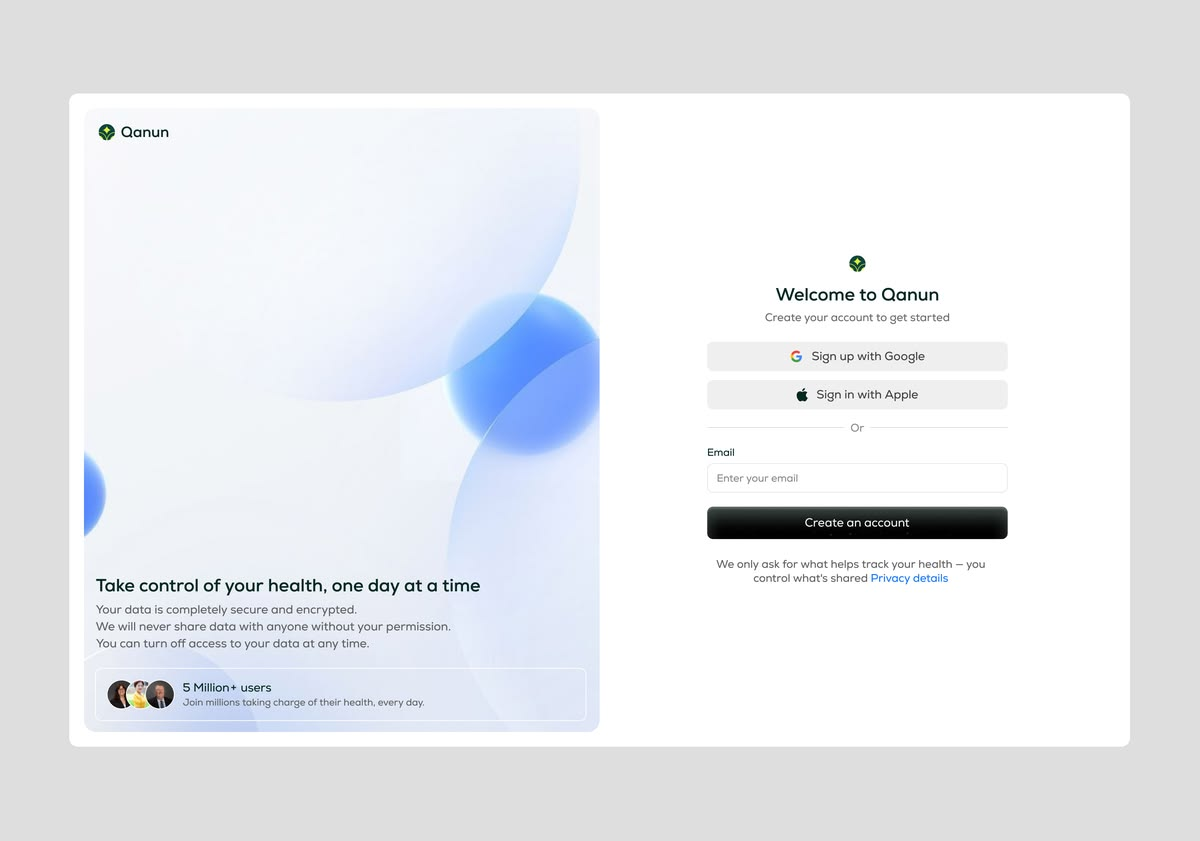 Qanun
Take control of your health, one day at a time
Your data is completely secure and encrypted.
We will never share data with anyone without your permission.
You can turn off access to your data at any time.
5 Million+ users
Join millions taking charge of their health, every day.
Welcome to Qanun
Create your account to get started
Sign up with Google
Sign in with Apple
Or
Email
Enter your email
Create an account
We only ask for what helps track your health — you
control what's shared Privacy details